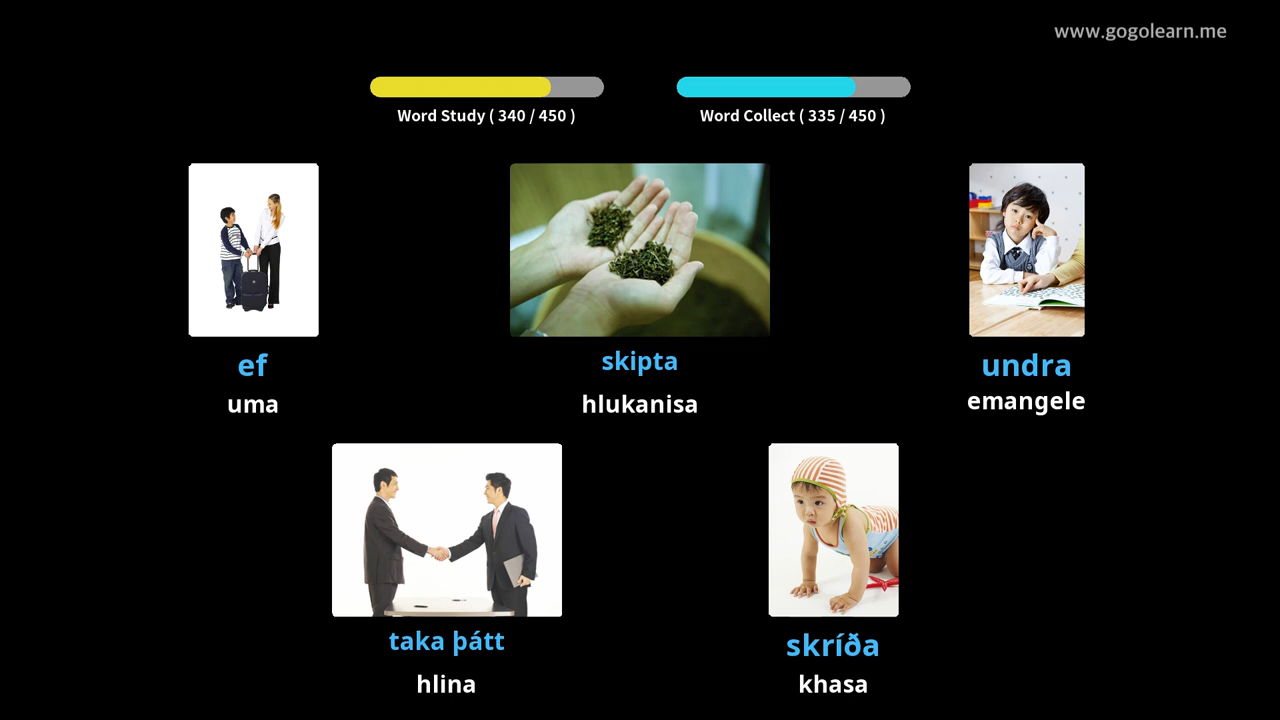 www.gogolearn.me
Word Study ( 340 / 450 )
Word Collect ( 335 / 450 )
ef
uma
skipta
hlukanisa
undra
emangele
taka þátt
hlina
skríða
khasa